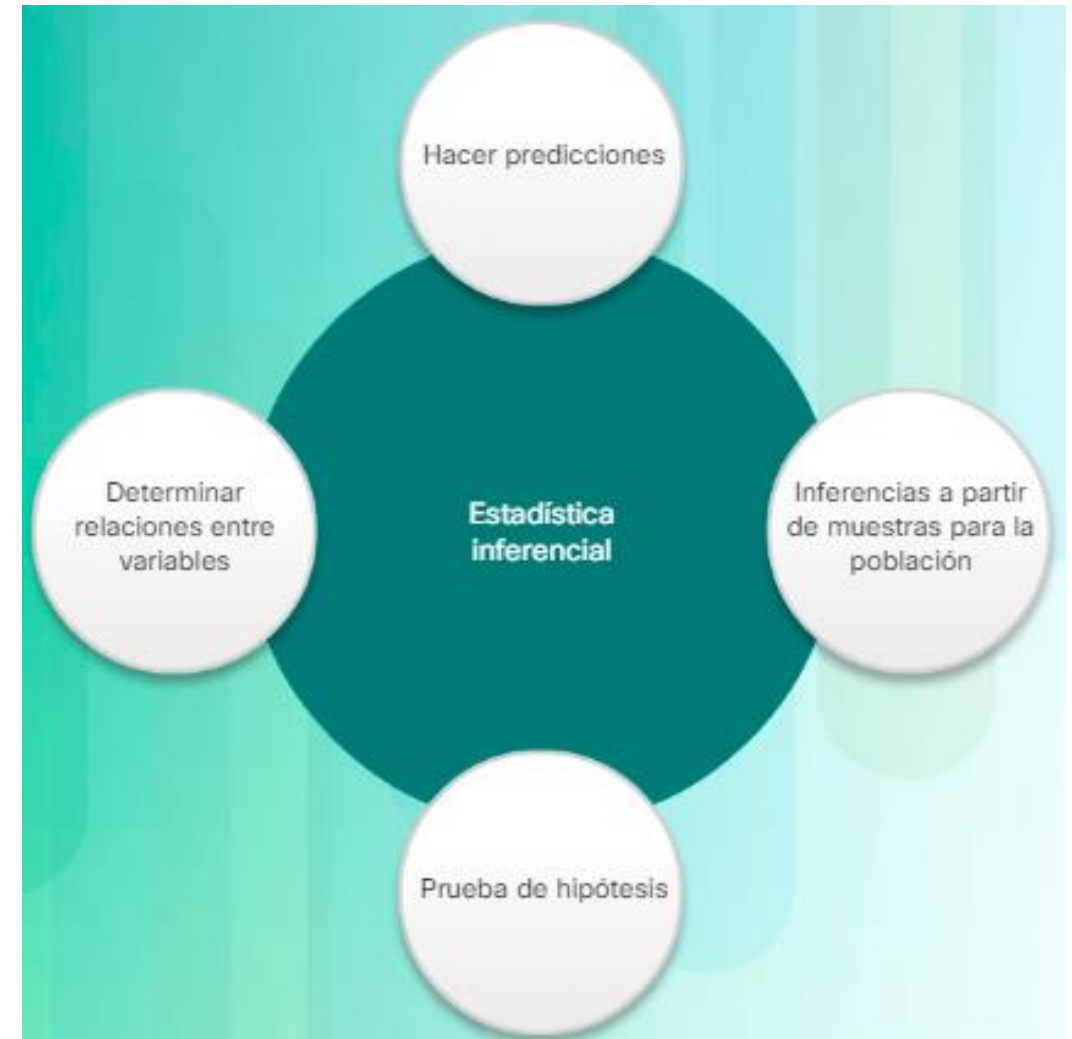 Hacer predicciones
Determinar
relaciones entre
variables
Estadística
inferencial
Inferencias a partir
de muestras para la
población
Prueba de hipótesis